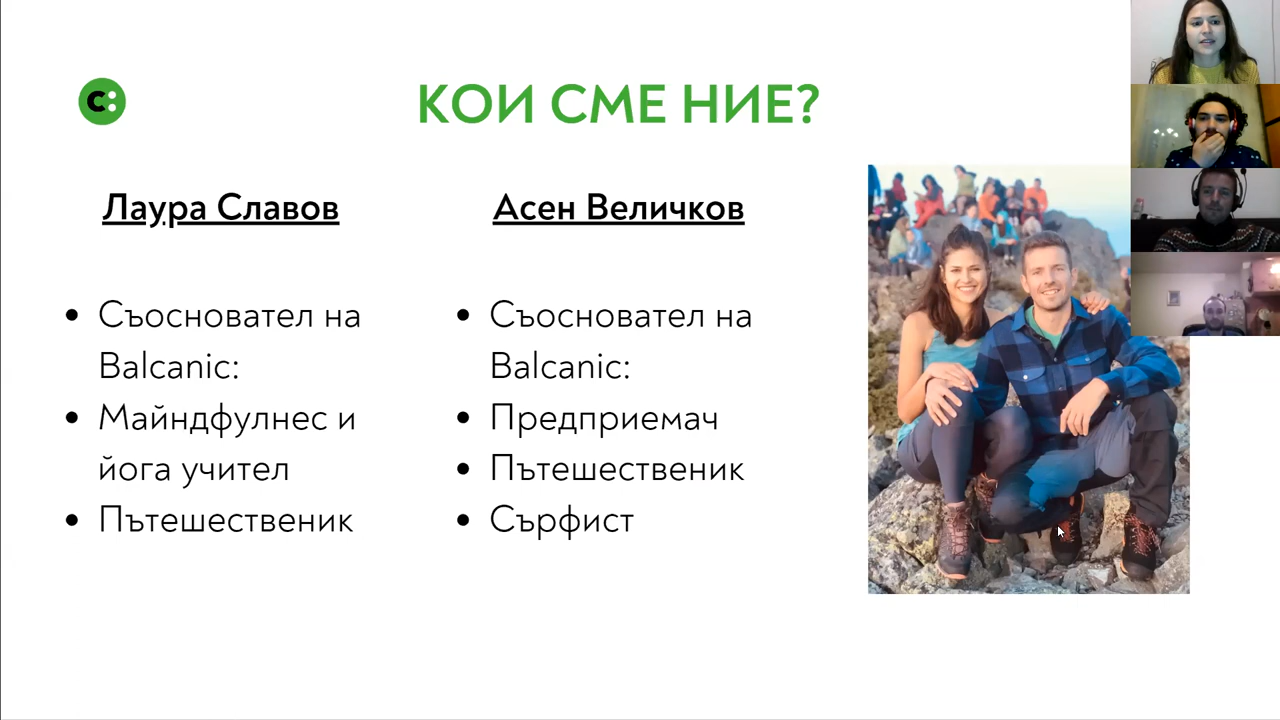 c:
КОИ СМЕ НИЕ?
Лаура Славов
• Съосновател на
Balcanic:
• Майндфулнес и
йога учител
• Пътешественик
Асен Величков
• Съосновател на
Balcanic:
• Предприемач
• Пътешественик
• Сърфист